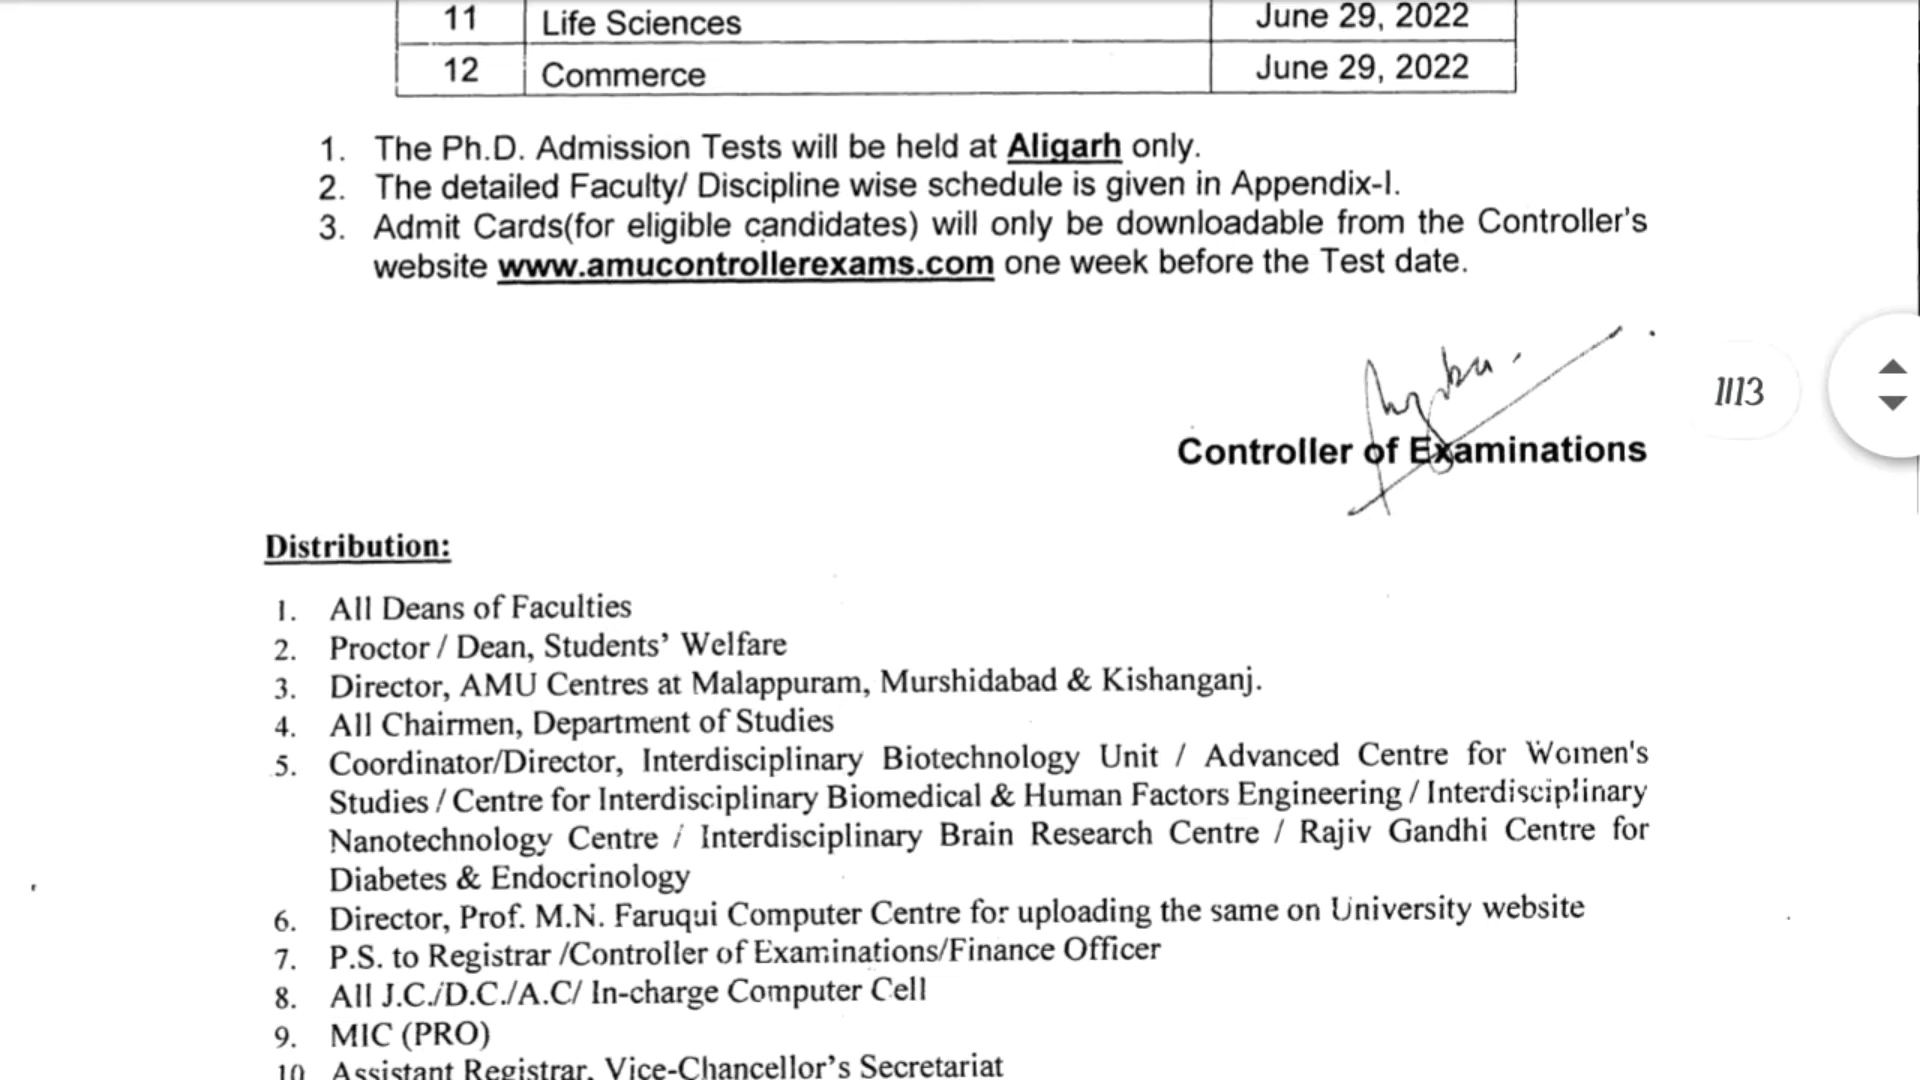 11 Life Sciences June 29, 2022
12 Commerce June 29, 2022
1. The Ph.D. Admission Tests will be held at Aligarh only.
2. The detailed Faculty/ Discipline wise schedule is given in Appendix-I.
3. Admit Cards(for eligible candidates) will only be downloadable from the Controller's
website www.amucontrollerexams.com one week before the Test date.
1/13
Controller of Examinations
Distribution:
1. All Deans of Faculties
2. Proctor / Dean, Students' Welfare
3. Director, AMU Centres at Malappuram, Murshidabad & Kishanganj.
4. All Chairmen, Department of Studies
5. Coordinator/Director, Interdisciplinary Biotechnology Unit / Advanced Centre for Women's
Studies / Centre for Interdisciplinary Biomedical & Human Factors Engineering / Interdisciplinary
Nanotechnology Centre / Interdisciplinary Brain Research Centre / Rajiv Gandhi Centre for
Diabetes & Endocrinology
6. Director, Prof. M.N. Faruqui Computer Centre for uploading the same on University website
7. P.S. to Registrar /Controller of Examinations/Finance Officer
8. All J.C./D.C./A.C/ In-charge Computer Cell
9. MIC (PRO)
10 Assistant Registrar, Vice-Chancellor's Secretariat